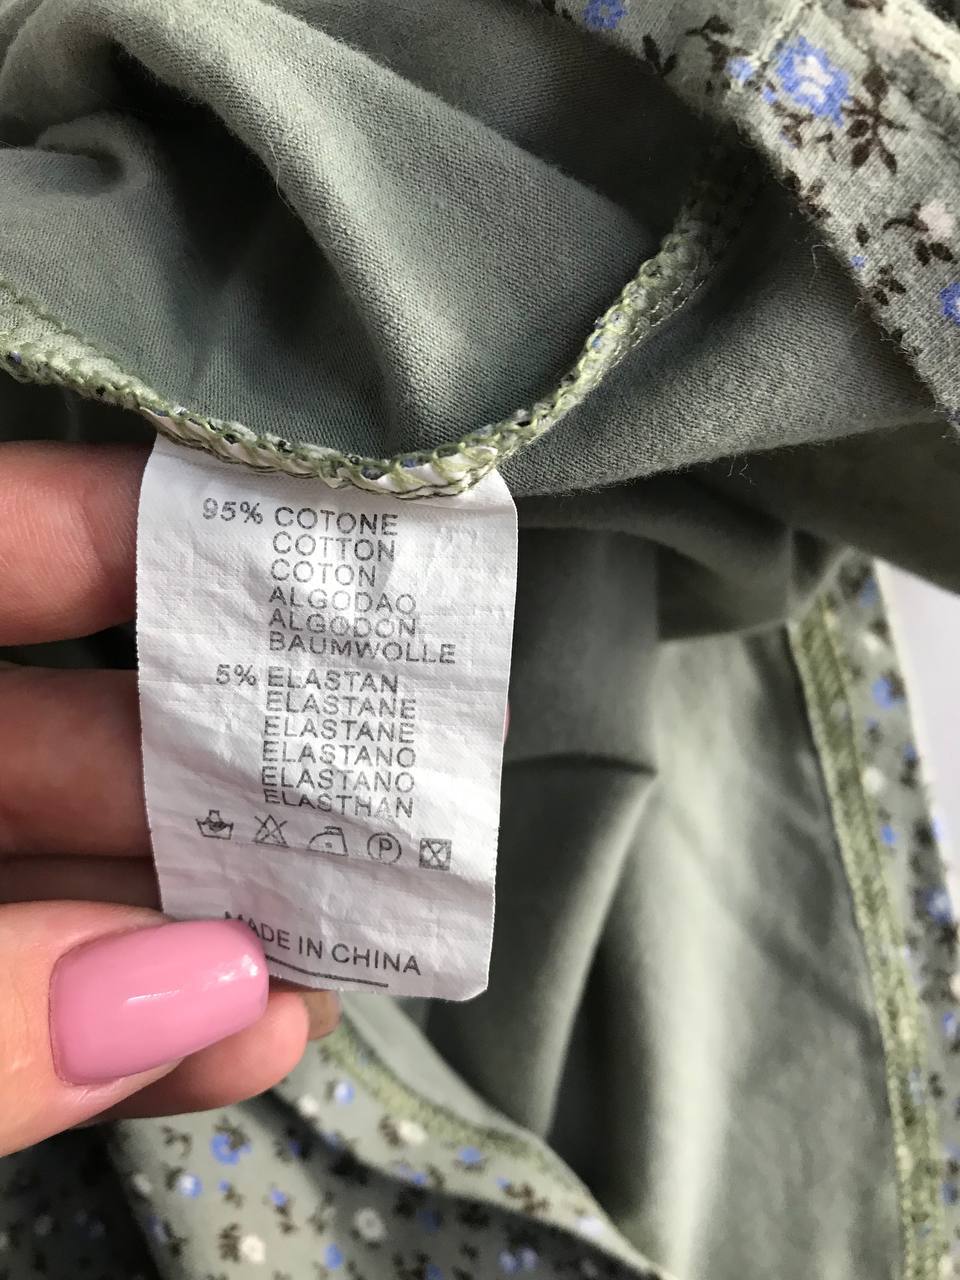 95% COTONE
COTTON
COTON
ALGODAO
ALGODON
BAUMWOLLE
5% ELASTAN
ELASTANE
ELASTANE
ELASTANO
ELASTANO
ELASTHAN
P
MADE IN CHINA